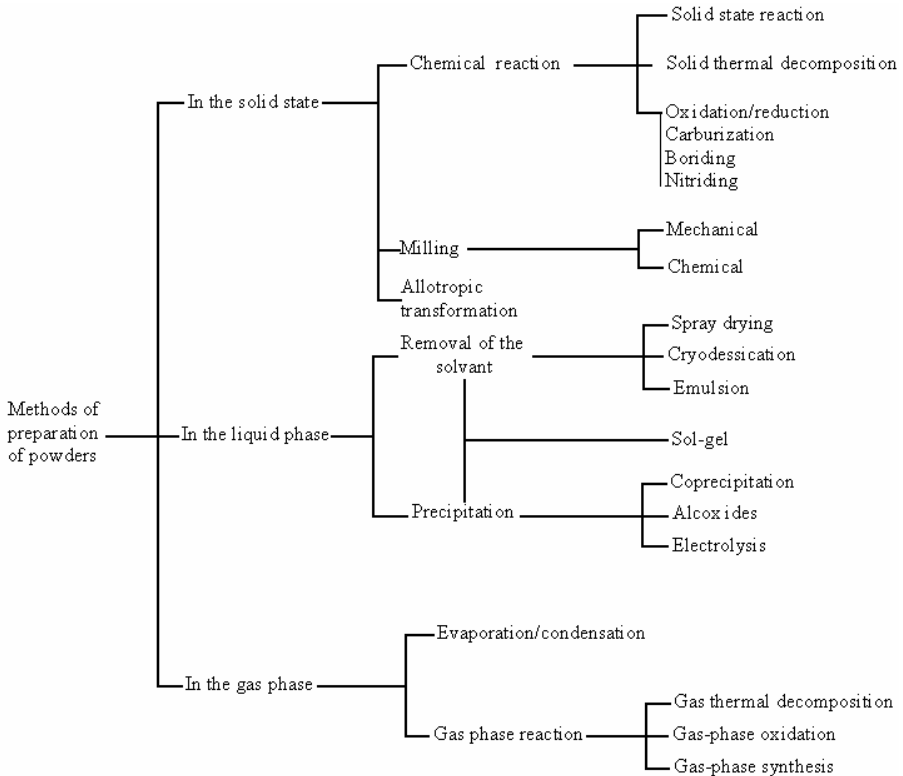 Solid state reaction
Chemical reaction
Solid thermal decomposition
In the solid state
Oxidation/reduction
Carburization
Boriding
Nitriding
Mechanical
Milling
Chemical
Allotropic
transformation
Spray drying
Removal of the
solvant
Cryodessication
Emulsion
Methods of
preparation
of powders
In the liquid phase
Sol-gel
Coprecipitation
Precipitation
Alcoxides
Electrolysis
Evaporation/condensation
In the gas phase
Gas thermal decomposition
Gas phase reaction
Gas-phase oxidation
Gas-phase synthesis